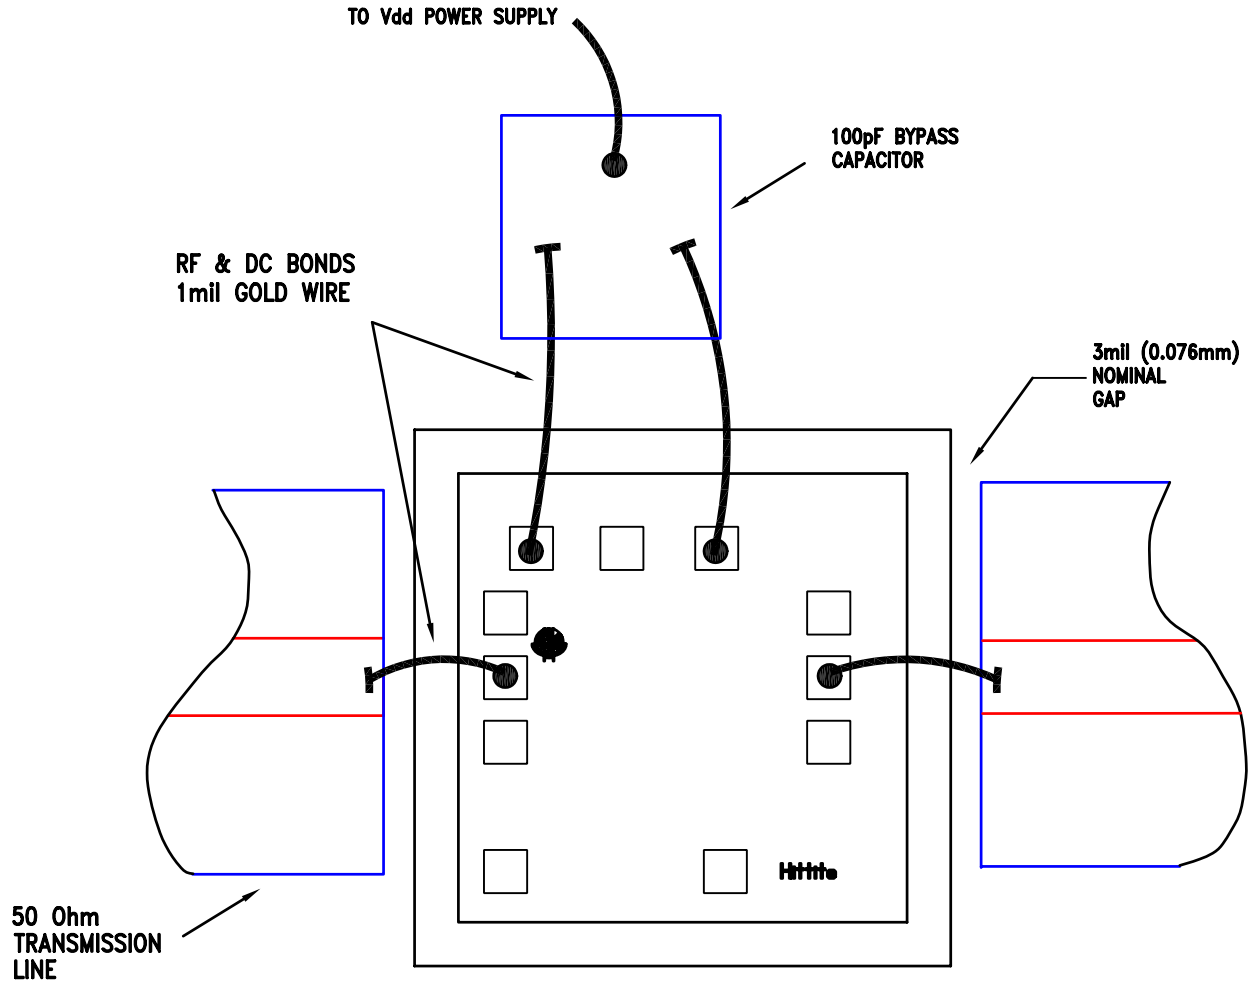 TO Vdd POWER SUPPLY
100pF BYPASS
CAPACITOR
RF & DC BONDS
1mil GOLD WIRE
3mil (0.076mm)
NOMINAL
GAP
Hittite
50 Ohm
TRANSMISSION
LINE